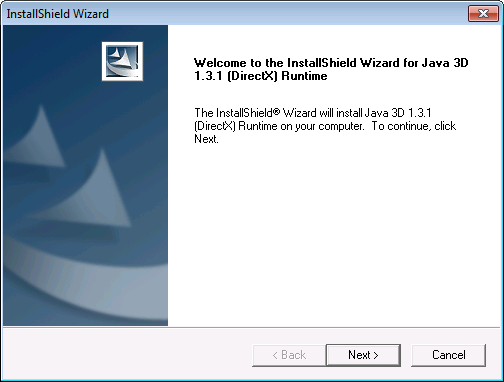 InstallShield Wizard
Welcome to the InstallShield Wizard for Java 3D
1.3.1 (DirectX) Runtime
The InstallShield® Wizard will install Java 3D 1.3.1
(DirectX) Runtime on your computer. To continue, click
Next.
< Back
Next >
Cancel